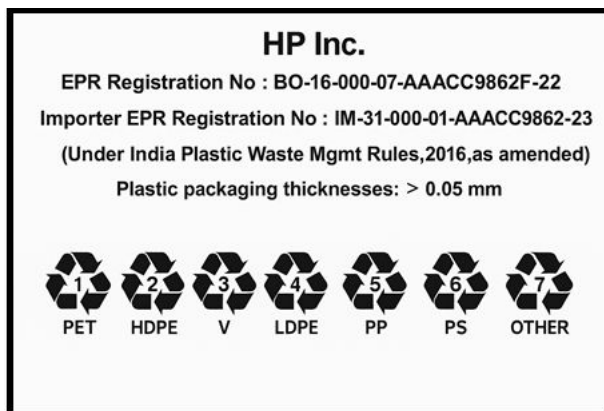 HP Inc.
EPR Registration No : BO-16-000-07-AAACC9862F-22
Importer EPR Registration No : IM-31-000-01-AAACC9862-23
(Under India Plastic Waste Mgmt Rules,2016,as amended)
Plastic packaging thicknesses: > 0.05 mm
1 2 3 4 5 6 7
PET HDPE V LDPE PP PS OTHER